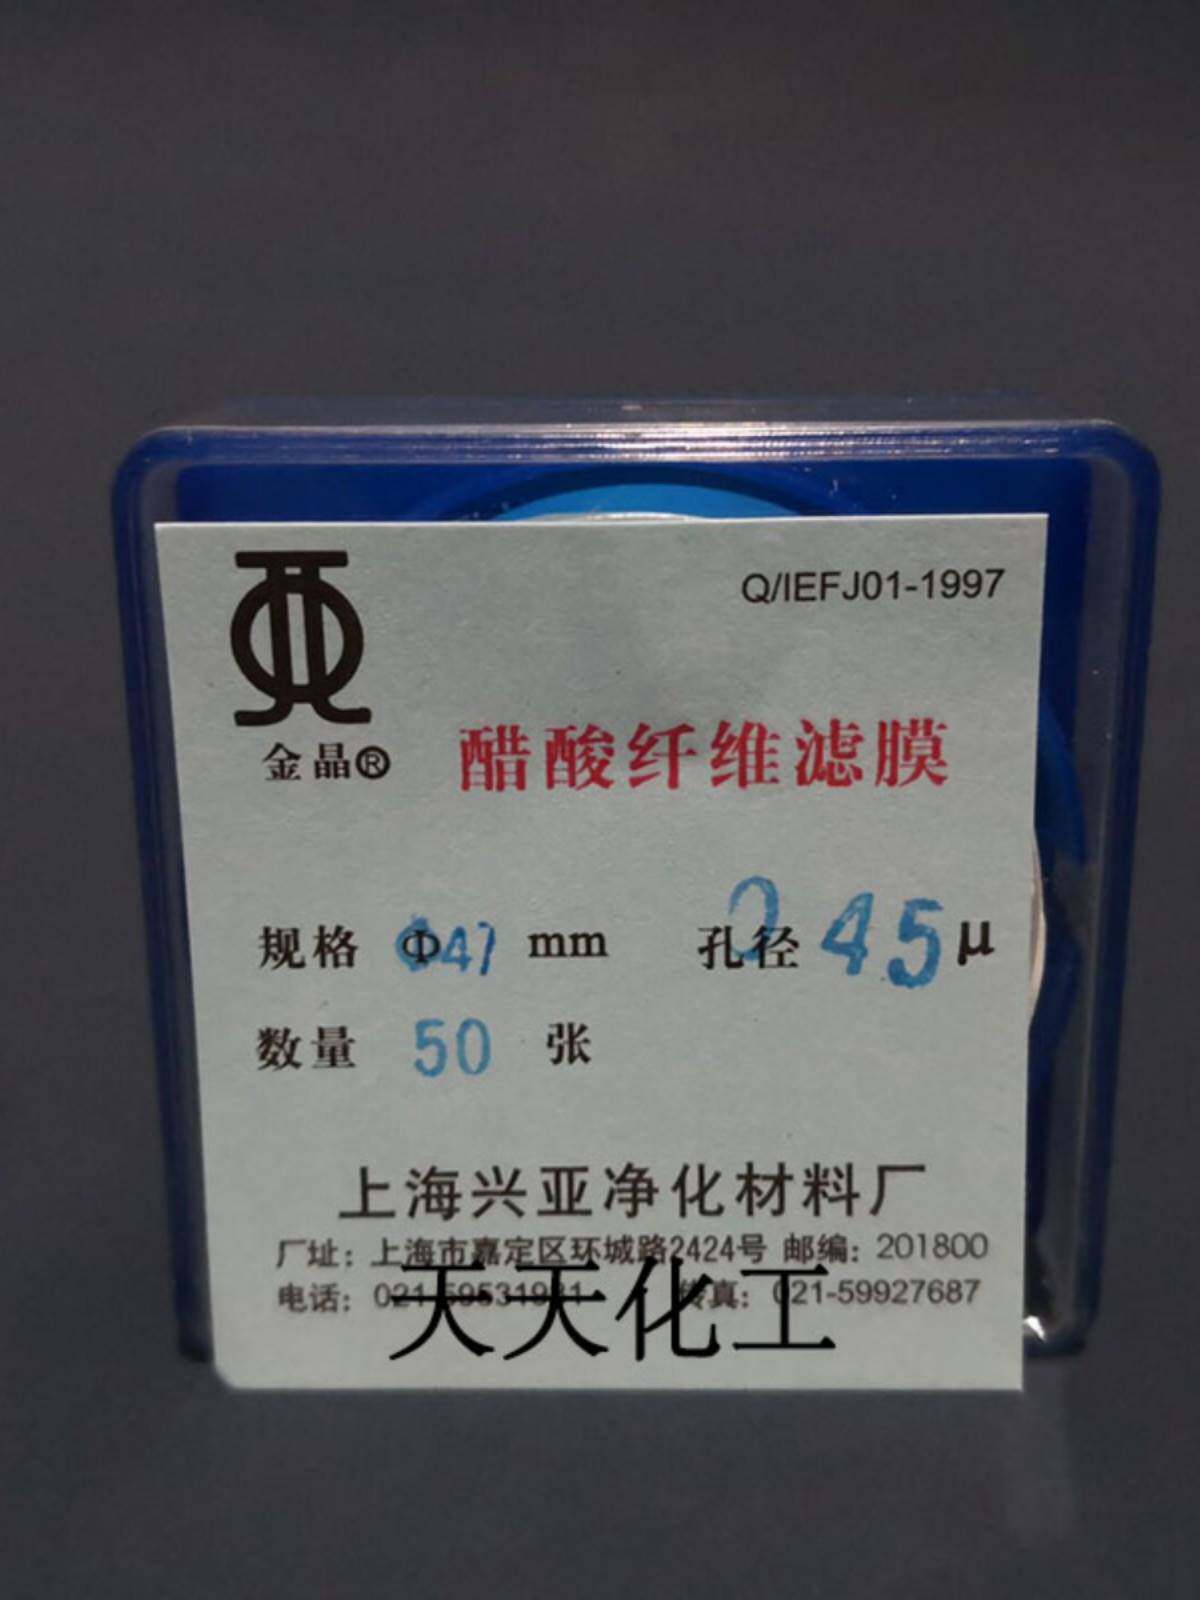 Q/IEFJ01-1997
金晶®
醋酸纤维滤膜
规格 Φ47 mm 孔径 0.45 μ
数量 50 张
上海兴亚净化材料厂
厂址：上海市嘉定区环城路2424号 邮编：201800
电话： 传真：021-59927687
天天化工